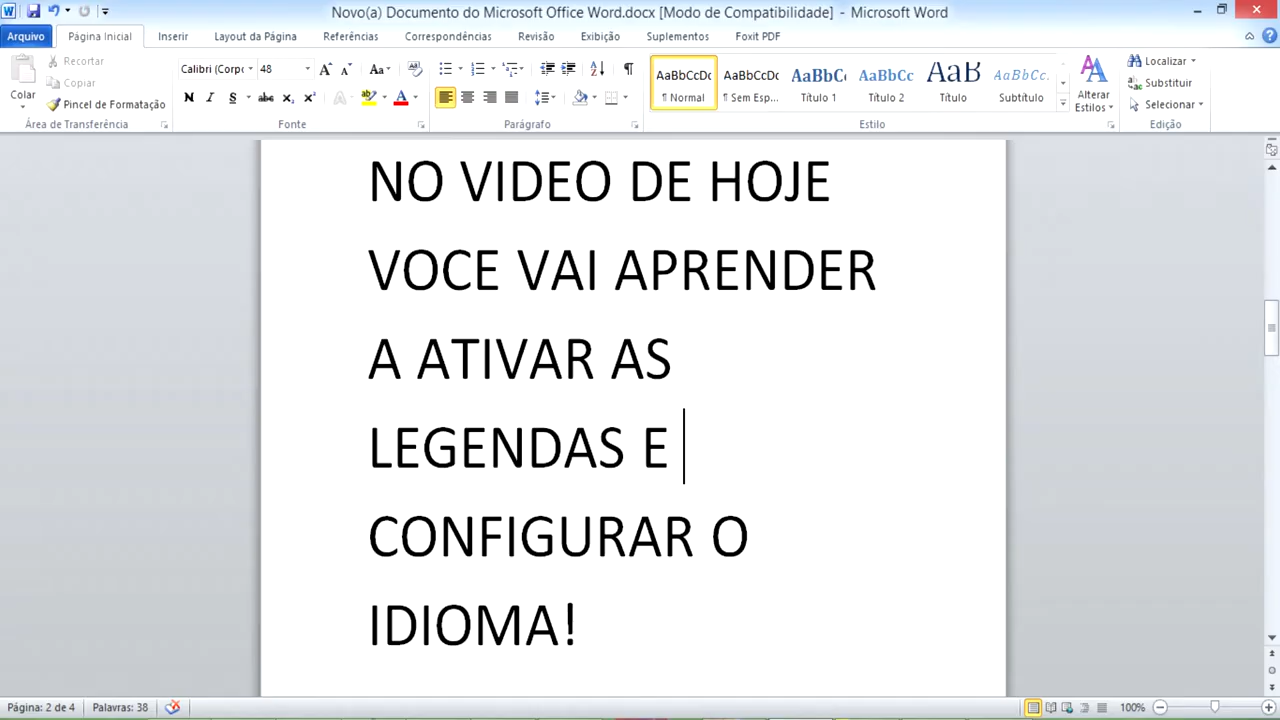 Novo(a) Documento do Microsoft Office Word.docx [Modo de Compatibilidade] - Microsoft Word
Arquivo Página Inicial Inserir Layout da Página Referências Correspondências Revisão Exibição Suplementos Foxit PDF
Colar
Recortar
Copiar
Pincel de Formatação
Área de Transferência
Calibri (Corpo 48
Fonte
Parágrafo
AaBbCcDc AaBbCcDc AaBbC AaBbCc AaB AaBbCc.
¶ Normal ¶ Sem Esp... Título 1 Título 2 Título Subtítulo
Alterar
Estilos
Estilo
Localizar
Substituir
Selecionar
Edição
NO VIDEO DE HOJE
VOCE VAI APRENDER
A ATIVAR AS
LEGENDAS E
CONFIGURAR O
IDIOMA!
Página: 2 de 4 Palavras: 38 100%